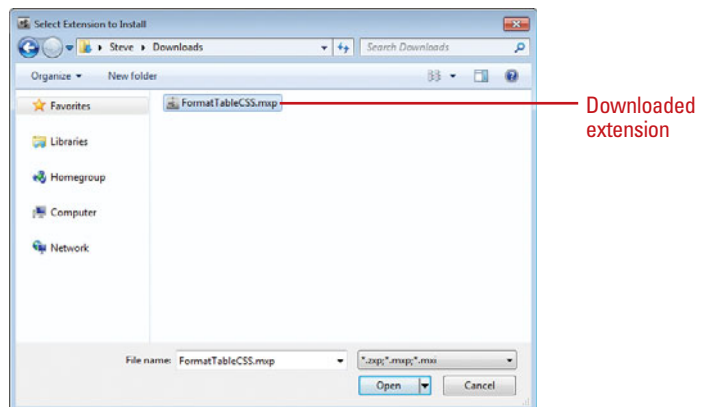 Select Extension to Install
Steve ▸ Downloads
Search Downloads
Organize
New folder
Favorites
FormatTableCSS.mxp
Downloaded
extension
Libraries
Homegroup
Computer
Network
File name:
FormatTableCSS.mxp
*.zxp;*.mxp;*.mxi
Open
Cancel